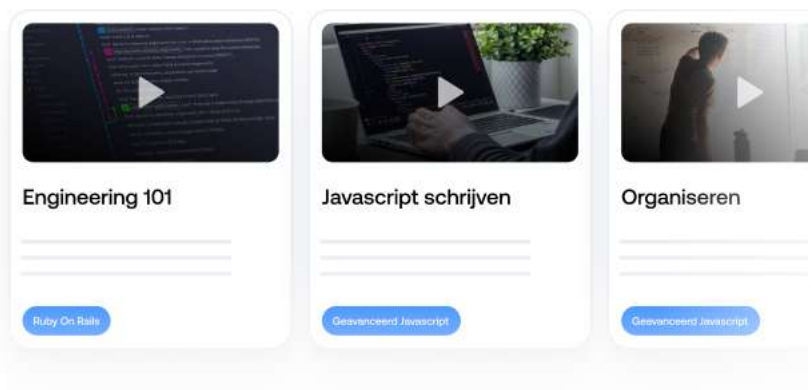 Engineering 101
Javascript schrijven
Organiseren
Ruby On Rails
Geavanceerd Javascript
Geavanceerd Javascript